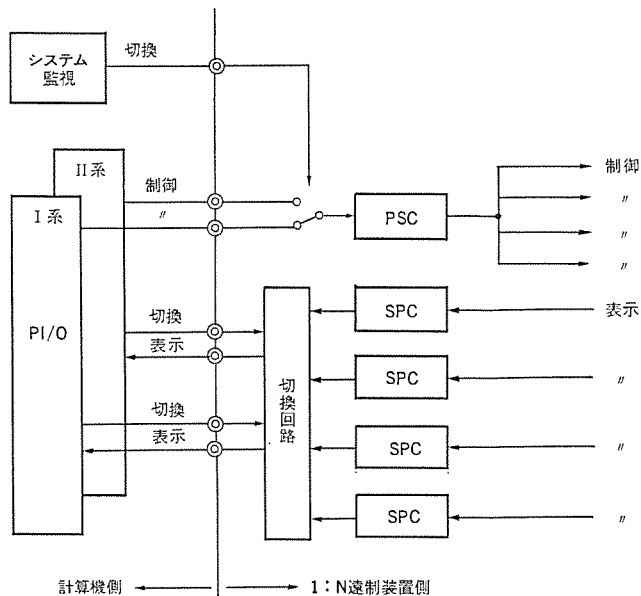 システム
監視
切換
II系
制御
〃
I系
PI/O
PSC
制御
〃
〃
〃
切換
表示
切換
表示
切換回路
SPC
表示
SPC
〃
SPC
〃
SPC
〃
計算機側
1：N遠制装置側